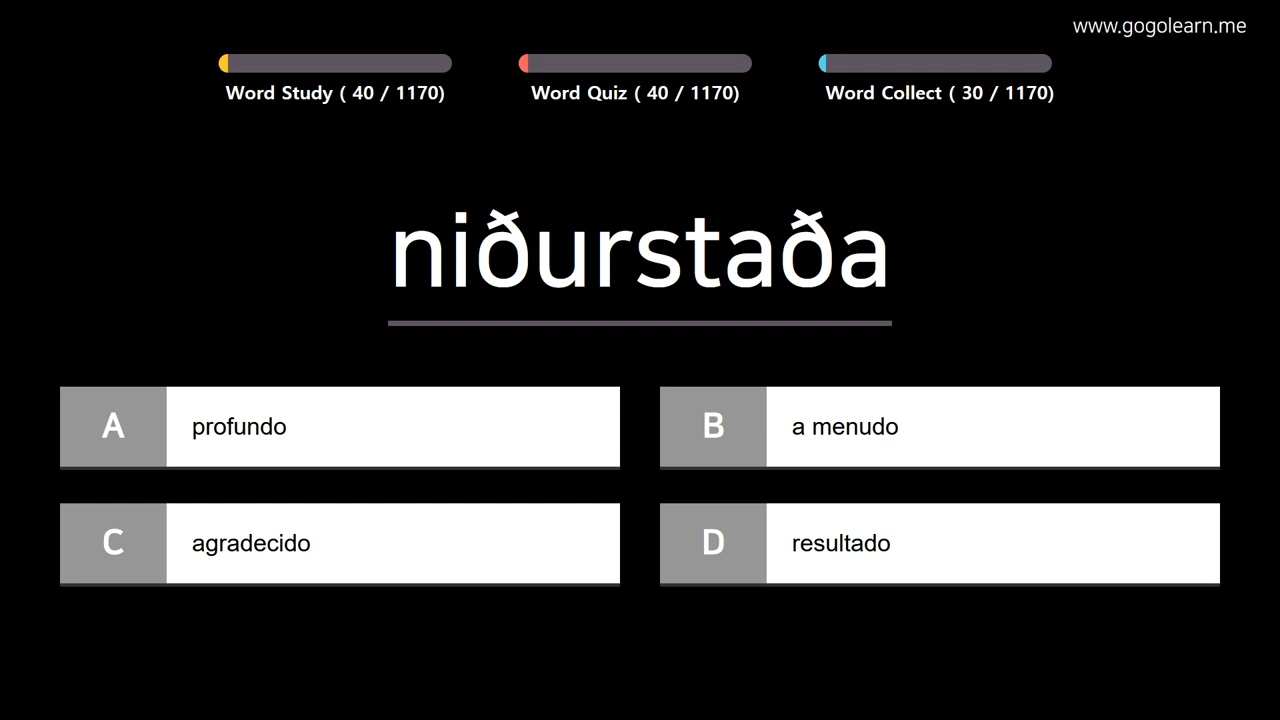 www.gogolearn.me
Word Study ( 40 / 1170)
Word Quiz ( 40 / 1170)
Word Collect ( 30 / 1170)
niðurstaða
A profundo
B a menudo
C agradecido
D resultado